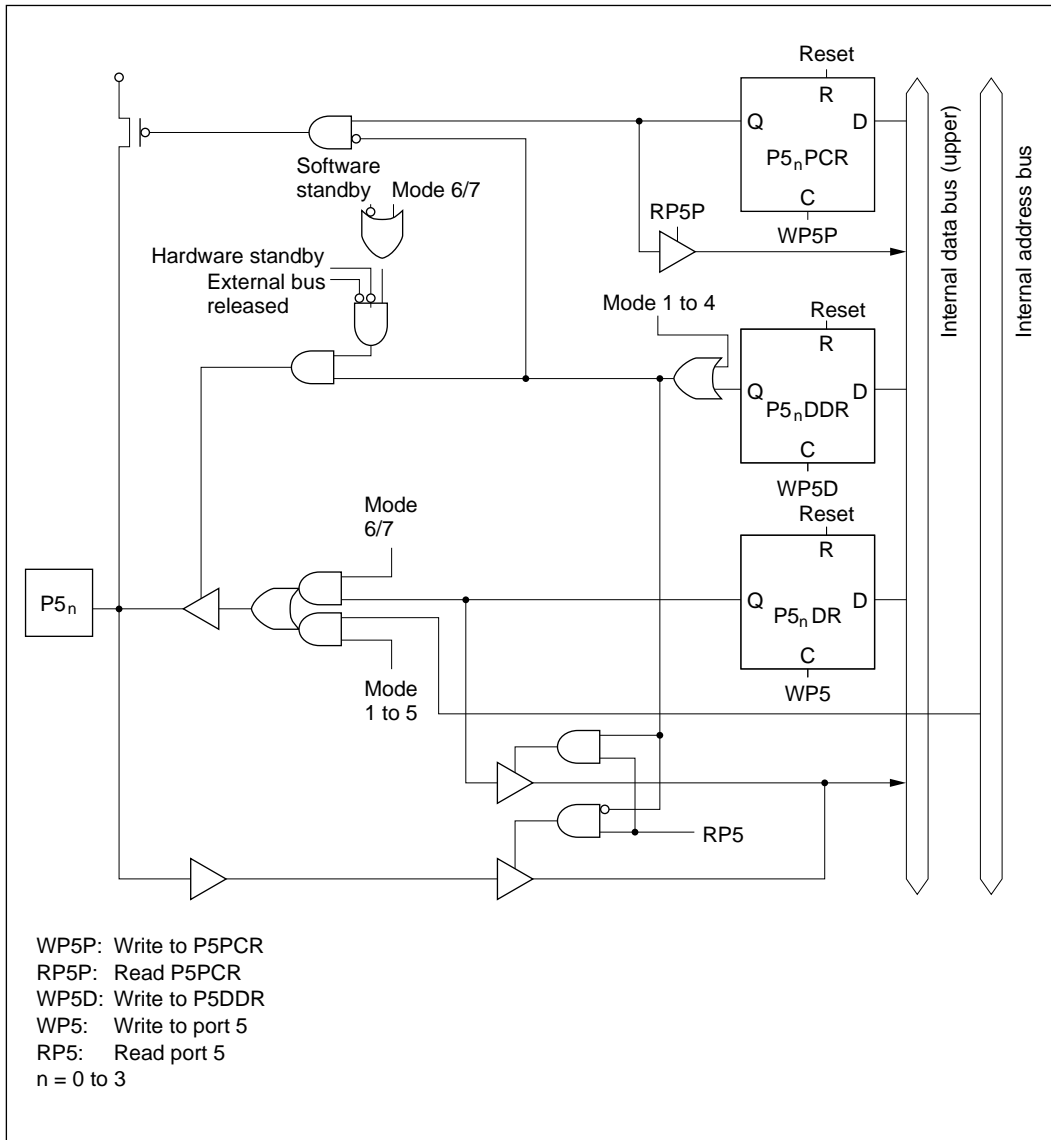 Reset
R
Q
D
P5nPCR
C
WP5P
Internal data bus (upper)
Internal address bus
Software
standby
Mode 6/7
RP5P
Hardware standby
External bus
released
Mode 1 to 4
Reset
R
Q
D
P5nDDR
C
WP5D
Mode
6/7
Reset
R
P5n
Q
D
P5n DR
C
WP5
Mode
1 to 5
RP5
WP5P: Write to P5PCR
RP5P: Read P5PCR
WP5D: Write to P5DDR
WP5: Write to port 5
RP5: Read port 5
n = 0 to 3